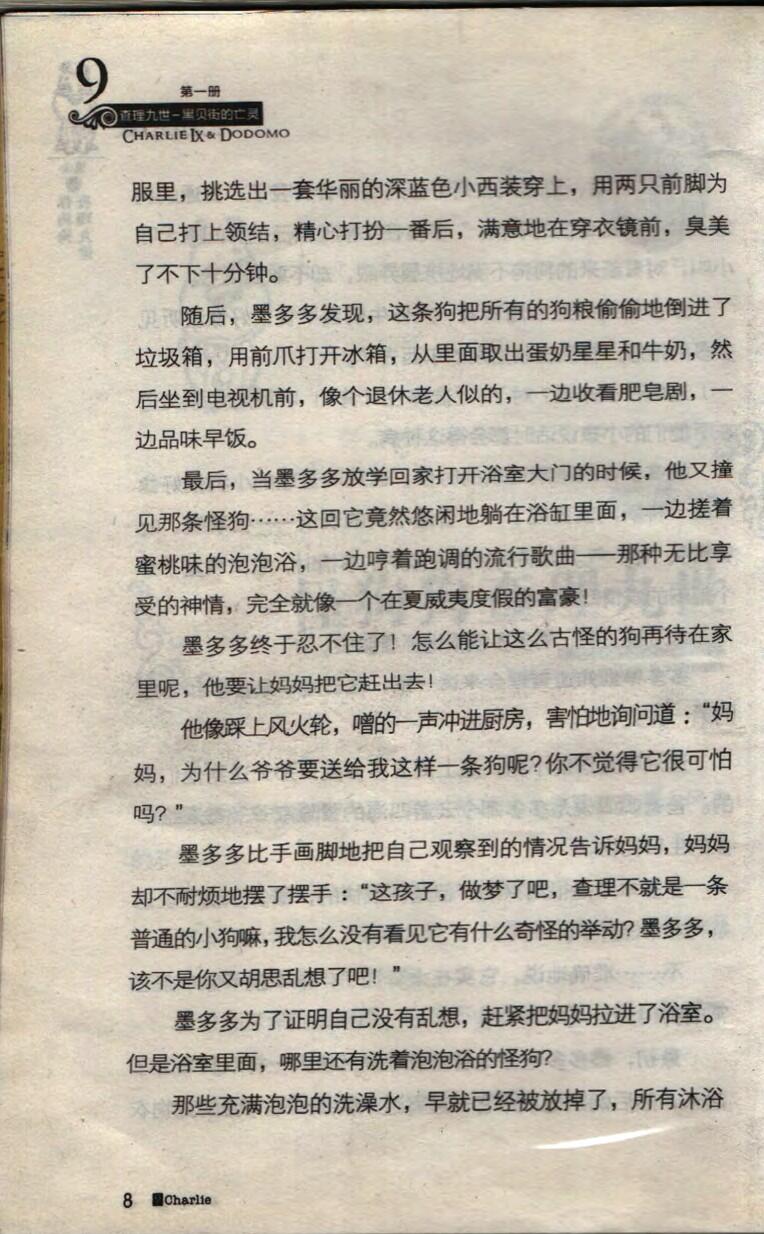 9
第一册
查理九世-黑贝街的亡灵
CHARLIE IX & DODOMO
服里，挑选出一套华丽的深蓝色小西装穿上，用两只前脚为
自己打上领结，精心打扮一番后，满意地在穿衣镜前，臭美
了不下十分钟。
随后，墨多多发现，这条狗把所有的狗粮偷偷地倒进了
垃圾箱，用前爪打开冰箱，从里面取出蛋奶星星和牛奶，然
后坐到电视机前，像个退休老人似的，一边收看肥皂剧，一
边品味早饭。
最后，当墨多多放学回家打开浴室大门的时候，他又撞
见那条怪狗……这回它竟然悠闲地躺在浴缸里面，一边搓着
蜜桃味的泡泡浴，一边哼着跑调的流行歌曲——那种无比享
受的神情，完全就像一个在夏威夷度假的富豪！
墨多多终于忍不住了！怎么能让这么古怪的狗再待在家
里呢，他要让妈妈把它赶出去！
他像踩上风火轮，噌的一声冲进厨房，害怕地询问道：“妈
妈，为什么爷爷要送给我这样一条狗呢？你不觉得它很可怕
吗？”
墨多多比手画脚地把自己观察到的情况告诉妈妈，妈妈
却不耐烦地摆了摆手：“这孩子，做梦了吧，查理不就是一条
普通的小狗嘛，我怎么没有看见它有什么奇怪的举动？墨多多，
该不是你又胡思乱想了吧！”
墨多多为了证明自己没有乱想，赶紧把妈妈拉进了浴室。
但是浴室里面，哪里还有洗着泡泡浴的怪狗？
那些充满泡泡的洗澡水，早就已经被放掉了，所有沐浴
8 Charlie